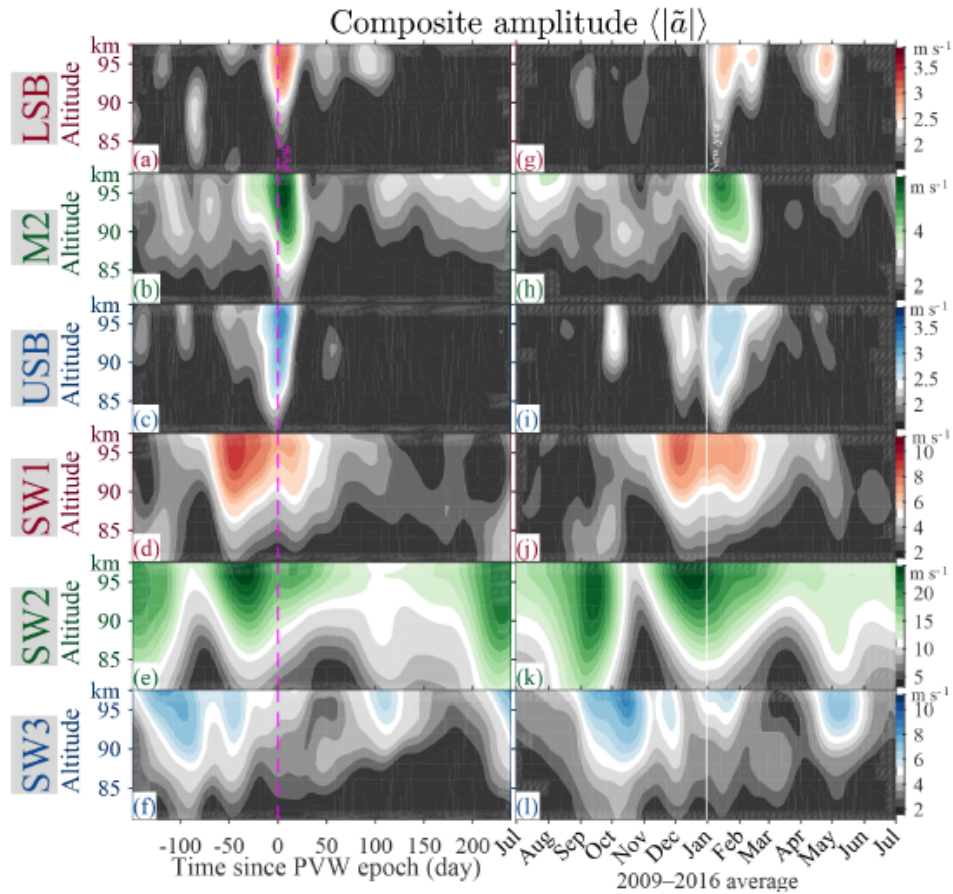 Composite amplitude ⟨|ã|⟩
LSB
Altitude
km
95
90
85
(a)
PVW
(g)
New year
m s⁻¹
3.5
3
2.5
2
M2
Altitude
km
95
90
85
(b)
(h)
m s⁻¹
4
2
USB
Altitude
km
95
90
85
(c)
(i)
m s⁻¹
3.5
3
2.5
2
SW1
Altitude
km
95
90
85
(d)
(j)
m s⁻¹
10
8
6
4
2
SW2
Altitude
km
95
90
85
(e)
(k)
m s⁻¹
20
15
10
5
SW3
Altitude
km
95
90
85
(f)
(l)
m s⁻¹
10
8
6
4
2
-100 -50 0 50 100 150 200
Time since PVW epoch (day)
Jul Aug Sep Oct Nov Dec Jan Feb Mar Apr May Jun Jul
2009–2016 average